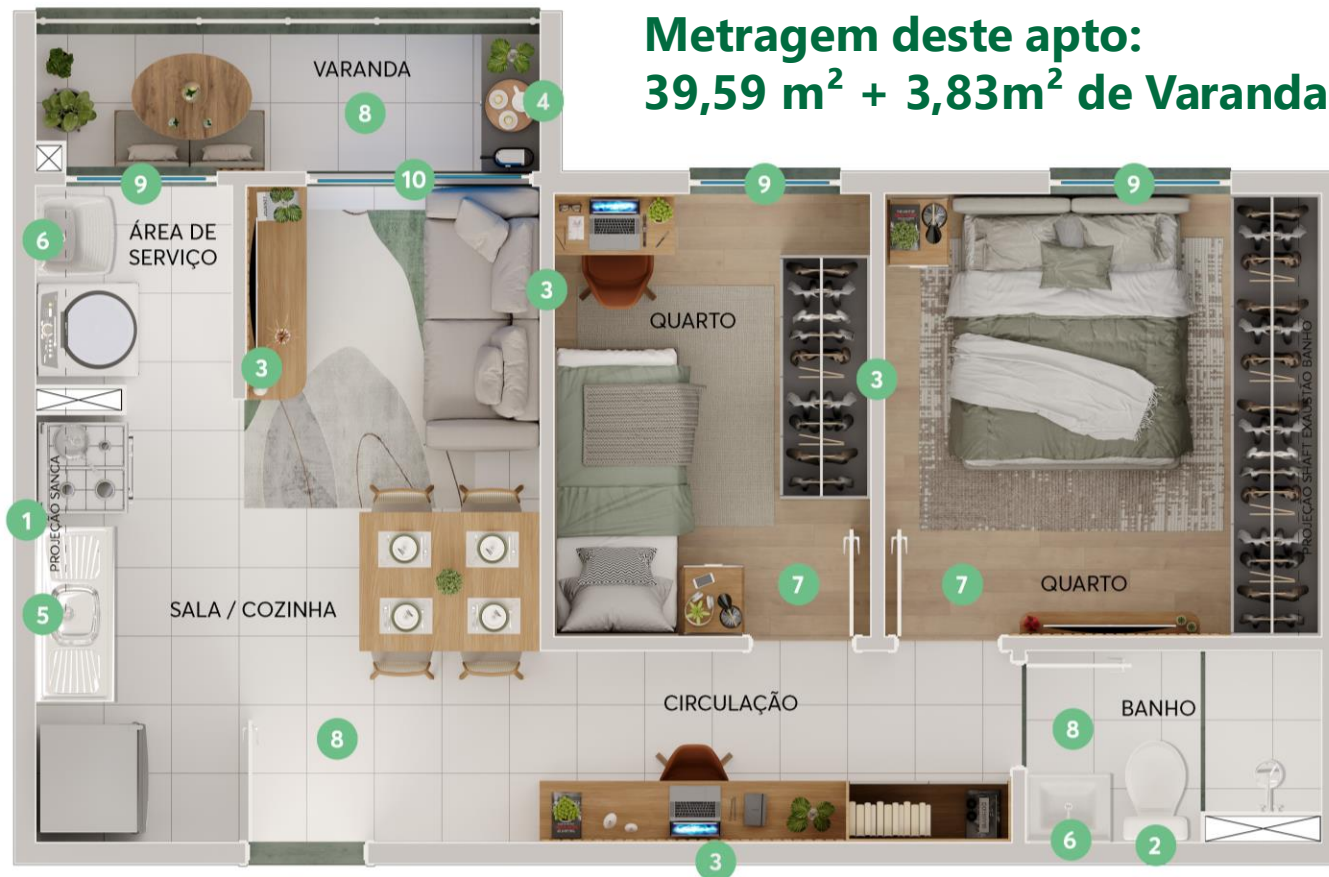 Metragem deste apto:
39,59 m² + 3,83m² de Varanda
VARANDA
4
8
9
10
9
9
6
ÁREA DE
SERVIÇO
3
QUARTO
3
3
PROJEÇÃO SHAFT EXAUSTÃO BANHO
1
PROJEÇÃO SANCA
5
SALA / COZINHA
7
7
QUARTO
CIRCULAÇÃO
BANHO
8
8
6
2
3